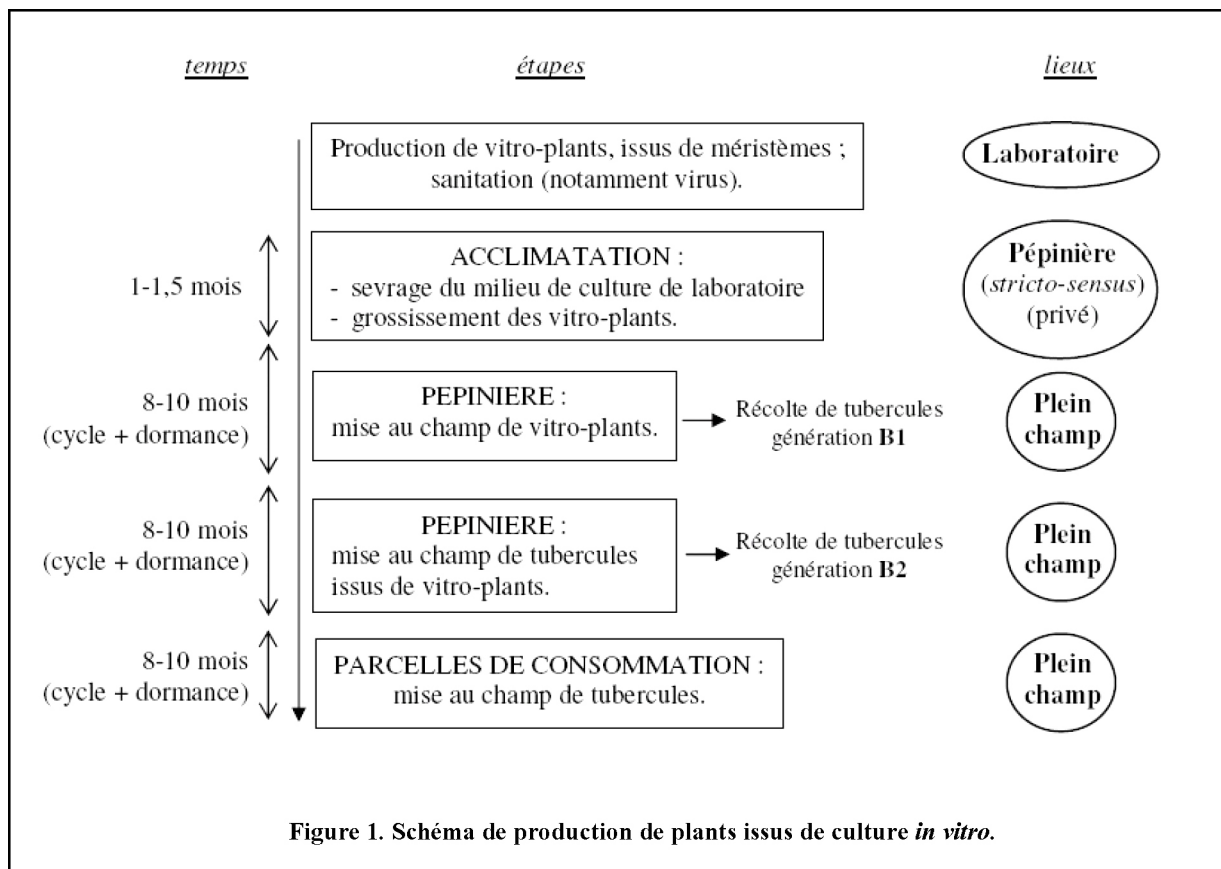 temps
étapes
lieux
Production de vitro-plants, issus de méristèmes ;
sanitation (notamment virus).
Laboratoire
1-1,5 mois
ACCLIMATATION :
- sevrage du milieu de culture de laboratoire
- grossissement des vitro-plants.
Pépinière
(stricto-sensus)
(privé)
8-10 mois
(cycle + dormance)
PEPINIERE :
mise au champ de vitro-plants.
Récolte de tubercules
génération B1
Plein
champ
8-10 mois
(cycle + dormance)
PEPINIERE :
mise au champ de tubercules
issus de vitro-plants.
Récolte de tubercules
génération B2
Plein
champ
8-10 mois
(cycle + dormance)
PARCELLES DE CONSOMMATION :
mise au champ de tubercules.
Plein
champ
Figure 1. Schéma de production de plants issus de culture in vitro.